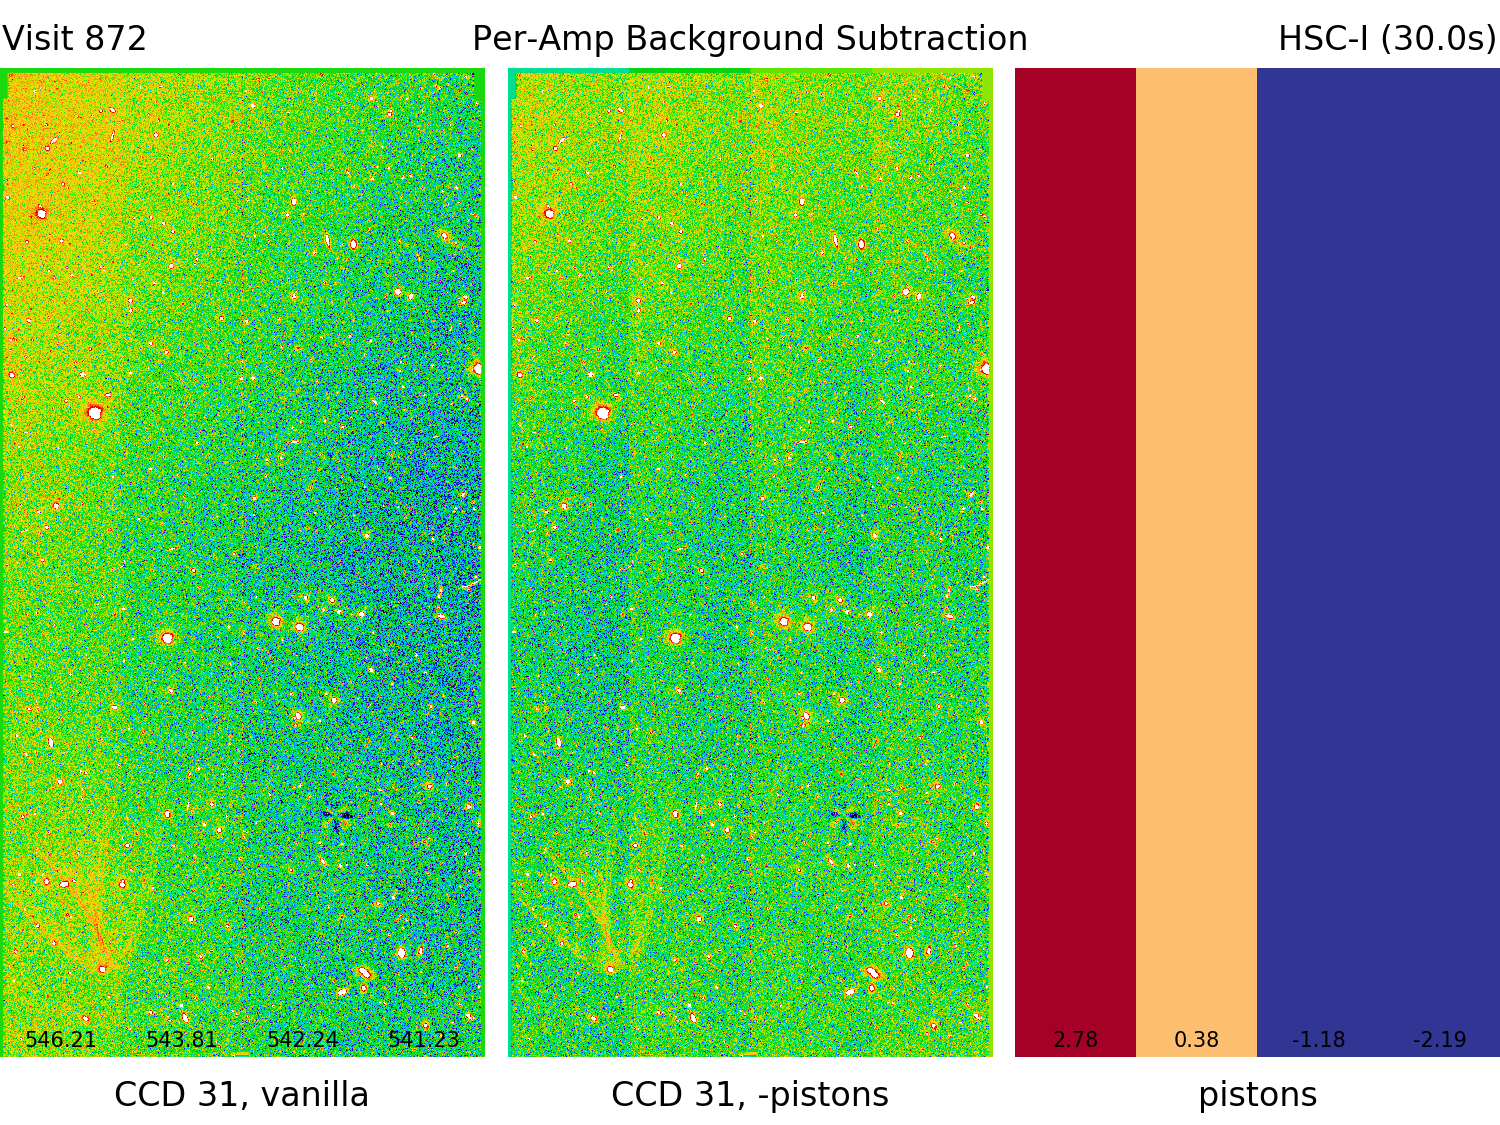 Visit 872 Per-Amp Background Subtraction HSC-I (30.0s)
546.21 543.81 542.24 541.23 2.78 0.38 -1.18 -2.19
CCD 31, vanilla CCD 31, -pistons pistons